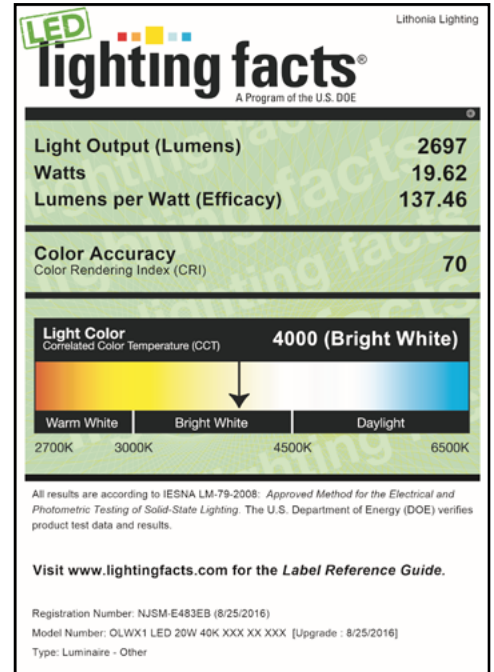 Lithonia Lighting
LED
lighting facts®
A Program of the U.S. DOE
Light Output (Lumens) 2697
Watts 19.62
Lumens per Watt (Efficacy) 137.46
Color Accuracy
Color Rendering Index (CRI) 70
Light Color
Correlated Color Temperature (CCT) 4000 (Bright White)
Warm White Bright White Daylight
2700K 3000K 4500K 6500K
All results are according to IESNA LM-79-2008: Approved Method for the Electrical and
Photometric Testing of Solid-State Lighting. The U.S. Department of Energy (DOE) verifies
product test data and results.
Visit www.lightingfacts.com for the Label Reference Guide.
Registration Number: NJSM-E483EB (8/25/2016)
Model Number: OLWX1 LED 20W 40K XXX XX XXX [Upgrade : 8/25/2016]
Type: Luminaire - Other